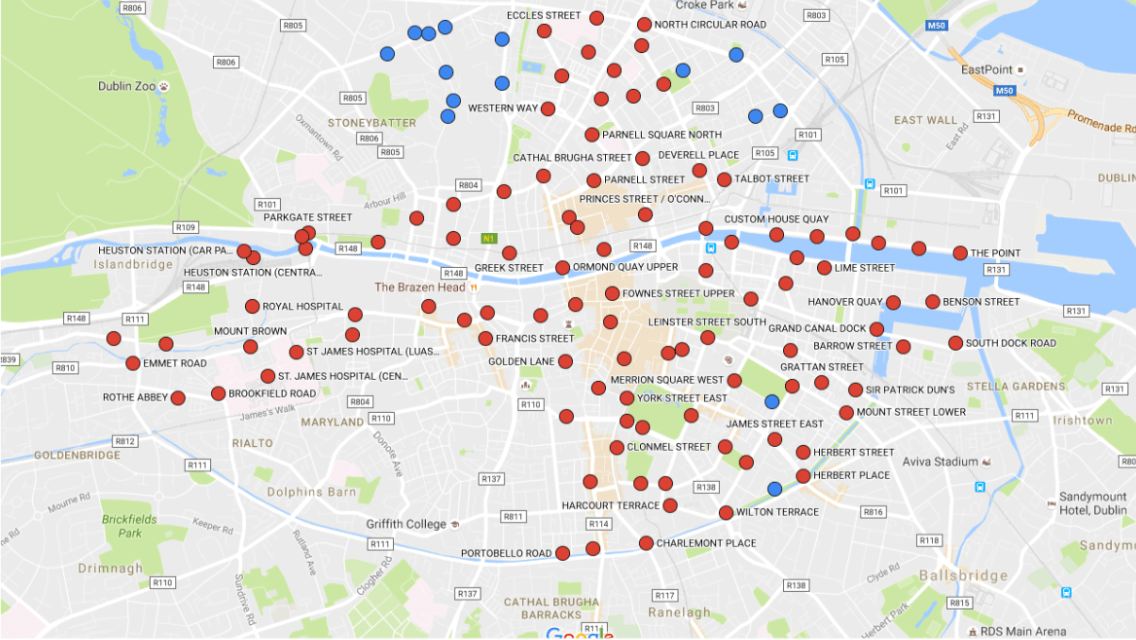 R806
ECCLES STREET
Croke Park
R803
R805
NORTH CIRCULAR ROAD
M50
R806
R105
EastPoint
Dublin Zoo
M50
R805
WESTERN WAY
R803
R131
Promenade Rd
STONEYBATTER
EAST WALL
East Rd
R806
PARNELL SQUARE NORTH
R101
Oxmantown Rd
R805
CATHAL BRUGHA STREET
DEVERELL PLACE
R105
R804
PARNELL STREET
TALBOT STREET
DUBLIN
R101
Arbour Hill
PRINCES STREET / O'CONN...
R101
PARKGATE STREET
CUSTOM HOUSE QUAY
R109
N1
HEUSTON STATION (CAR PA...
R148
R148
THE POINT
Islandbridge
HEUSTON STATION (CENTRA...
R148
GREEK STREET
ORMOND QUAY UPPER
LIME STREET
R131
R148
The Brazen Head
FOWNES STREET UPPER
ROYAL HOSPITAL
HANOVER QUAY
BENSON STREET
R148
R111
R131
MOUNT BROWN
LEINSTER STREET SOUTH
GRAND CANAL DOCK
FRANCIS STREET
BARROW STREET
SOUTH DOCK ROAD
ST JAMES HOSPITAL (LUAS...
R839
EMMET ROAD
GOLDEN LANE
R810
GRATTAN STREET
ST. JAMES HOSPITAL (CEN...
MERRION SQUARE WEST
STELLA GARDENS
BROOKFIELD ROAD
SIR PATRICK DUN'S
R131
ROTHE ABBEY
R804
YORK STREET EAST
R110
James's Walk
MOUNT STREET LOWER
R111
MARYLAND
R110
JAMES STREET EAST
Irishtown
R812
RIALTO
Donore Ave
CLONMEL STREET
HERBERT STREET
GOLDENBRIDGE
R111
Aviva Stadium
R80
HERBERT PLACE
R137
R138
Dolphins Barn
Mourne Rd
HARCOURT TERRACE
WILTON TERRACE
R816
Sandymount
Hotel, Dublin
Brickfields
Park
Keeper Rd
Griffith College
R811
R114
Rutland Ave
R111
PORTOBELLO ROAD
CHARLEMONT PLACE
R118
Sandym
Drimnagh
R110
Clogher Rd
Sundrive Rd
Clyde Rd
Ballsbridge
R138
R137
CATHAL BRUGHA
BARRACKS
R117
Ranelagh
Herbert Park
R815
Google
R11
RDS Main Arena